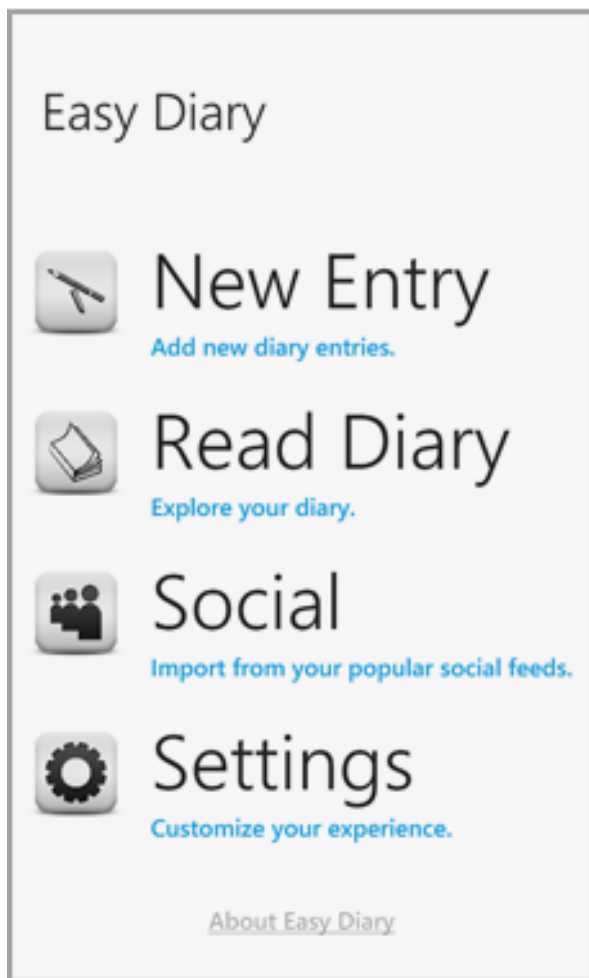 Easy Diary
New Entry
Add new diary entries.
Read Diary
Explore your diary.
Social
Import from your popular social feeds.
Settings
Customize your experience.
About Easy Diary